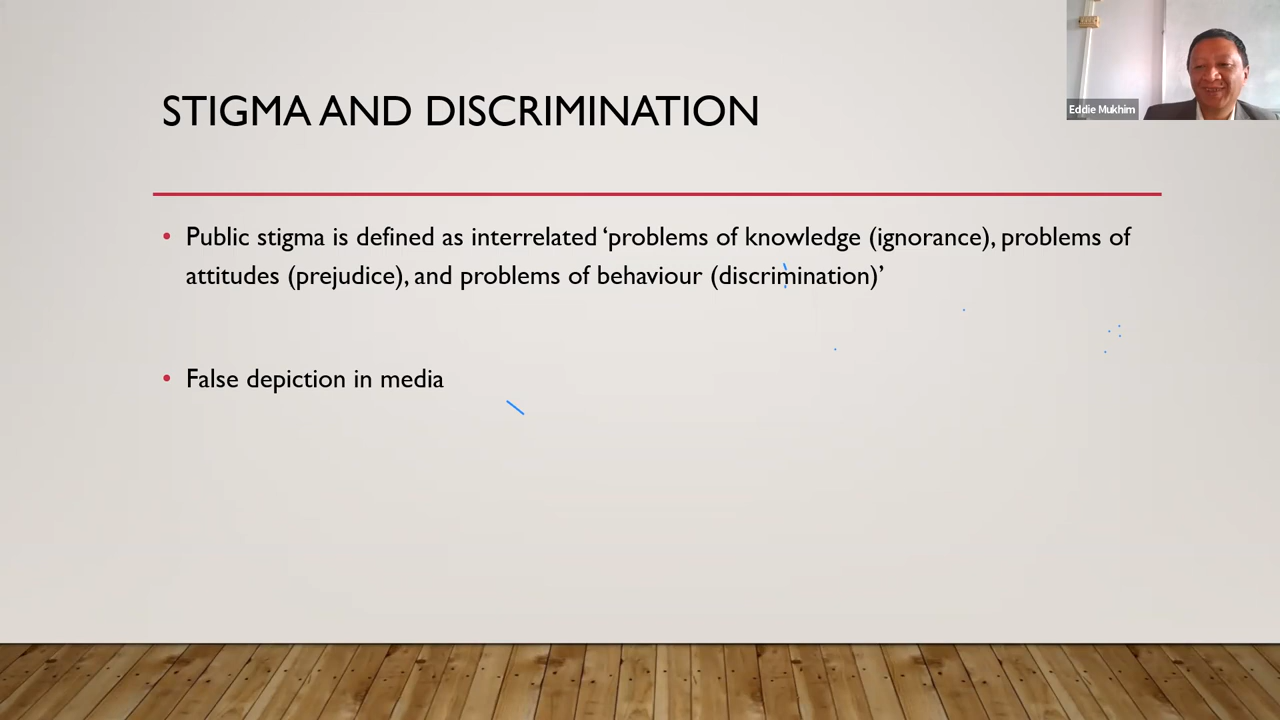 Eddie Mukhim
STIGMA AND DISCRIMINATION
• Public stigma is defined as interrelated ‘problems of knowledge (ignorance), problems of
attitudes (prejudice), and problems of behaviour (discrimination)’
• False depiction in media